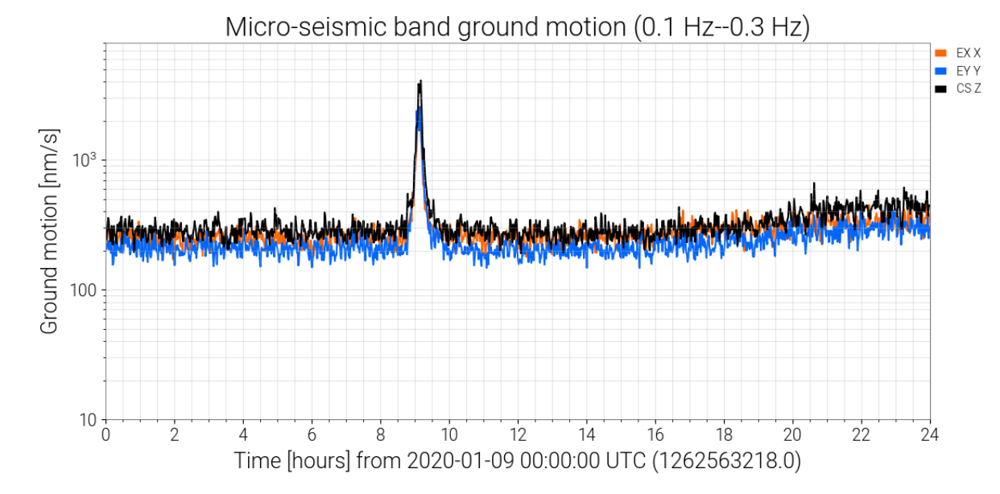 Micro-seismic band ground motion (0.1 Hz--0.3 Hz)
EX X
EY Y
CS Z
Ground motion [nm/s]
10³
100
10
0 2 4 6 8 10 12 14 16 18 20 22 24
Time [hours] from 2020-01-09 00:00:00 UTC (1262563218.0)